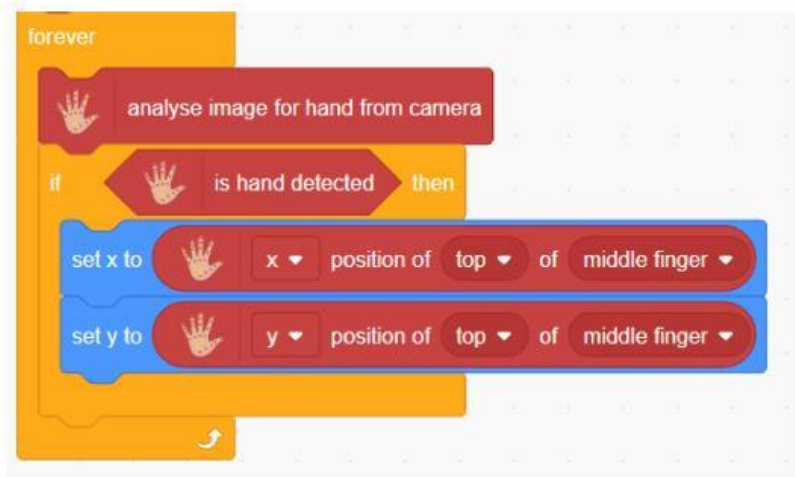 forever
analyse image for hand from camera
if is hand detected then
set x to x position of top of middle finger
set y to y position of top of middle finger